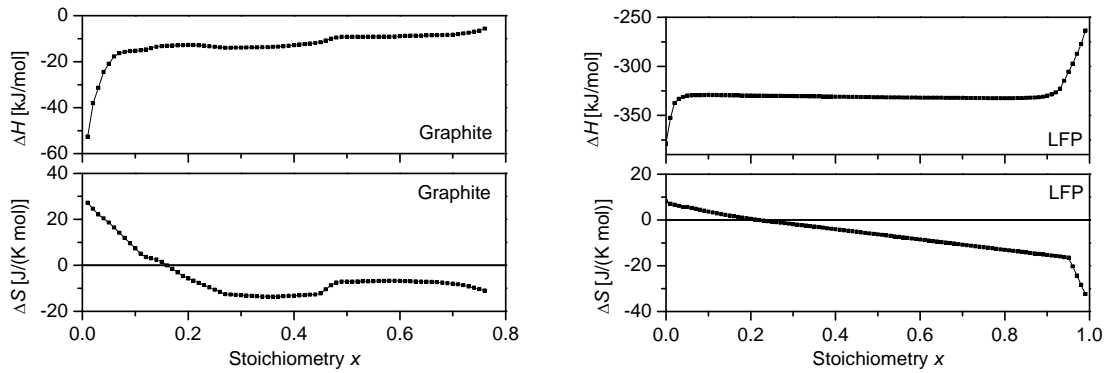 0
-20
-40
-60
ΔH [kJ/mol]
Graphite
40
20
0
-20
ΔS [J/(K mol)]
Graphite
0.0 0.2 0.4 0.6 0.8
Stoichiometry x
-250
-300
-325
-350
ΔH [kJ/mol]
LFP
20
0
-20
-40
ΔS [J/(K mol)]
LFP
0.0 0.2 0.4 0.6 0.8 1.0
Stoichiometry x